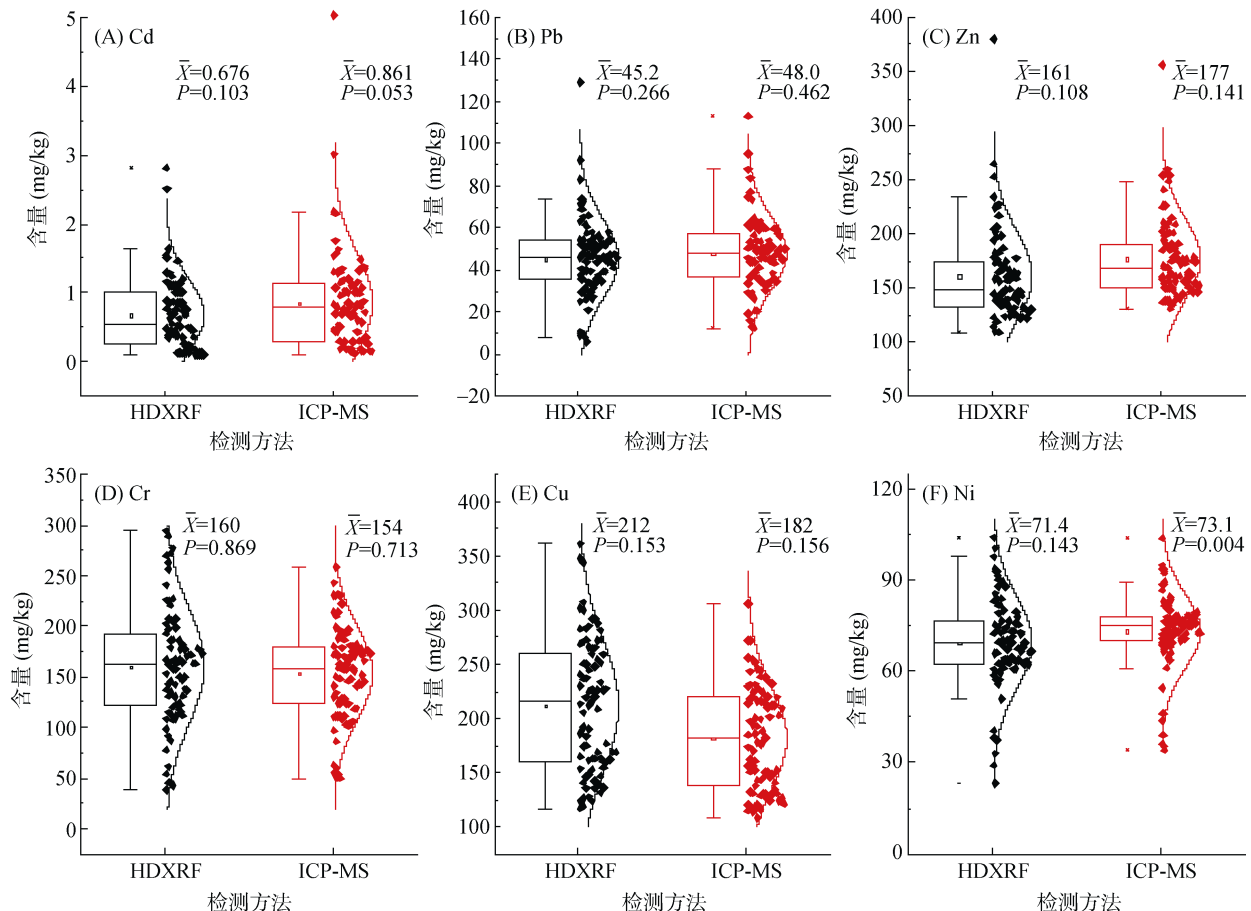 (A) Cd
X̄=0.676
P=0.103
X̄=0.861
P=0.053
5
4
3
2
1
0
含量 (mg/kg)
HDXRF
ICP-MS
检测方法
(B) Pb
X̄=45.2
P=0.266
X̄=48.0
P=0.462
160
140
120
100
80
60
40
20
0
−20
含量 (mg/kg)
HDXRF
ICP-MS
检测方法
(C) Zn
X̄=161
P=0.108
X̄=177
P=0.141
400
350
300
250
200
150
100
50
含量 (mg/kg)
HDXRF
ICP-MS
检测方法
(D) Cr
X̄=160
P=0.869
X̄=154
P=0.713
350
300
250
200
150
100
50
0
含量 (mg/kg)
HDXRF
ICP-MS
检测方法
(E) Cu
X̄=212
P=0.153
X̄=182
P=0.156
400
350
300
250
200
150
100
含量 (mg/kg)
HDXRF
ICP-MS
检测方法
(F) Ni
X̄=71.4
P=0.143
X̄=73.1
P=0.004
120
90
60
30
0
含量 (mg/kg)
HDXRF
ICP-MS
检测方法